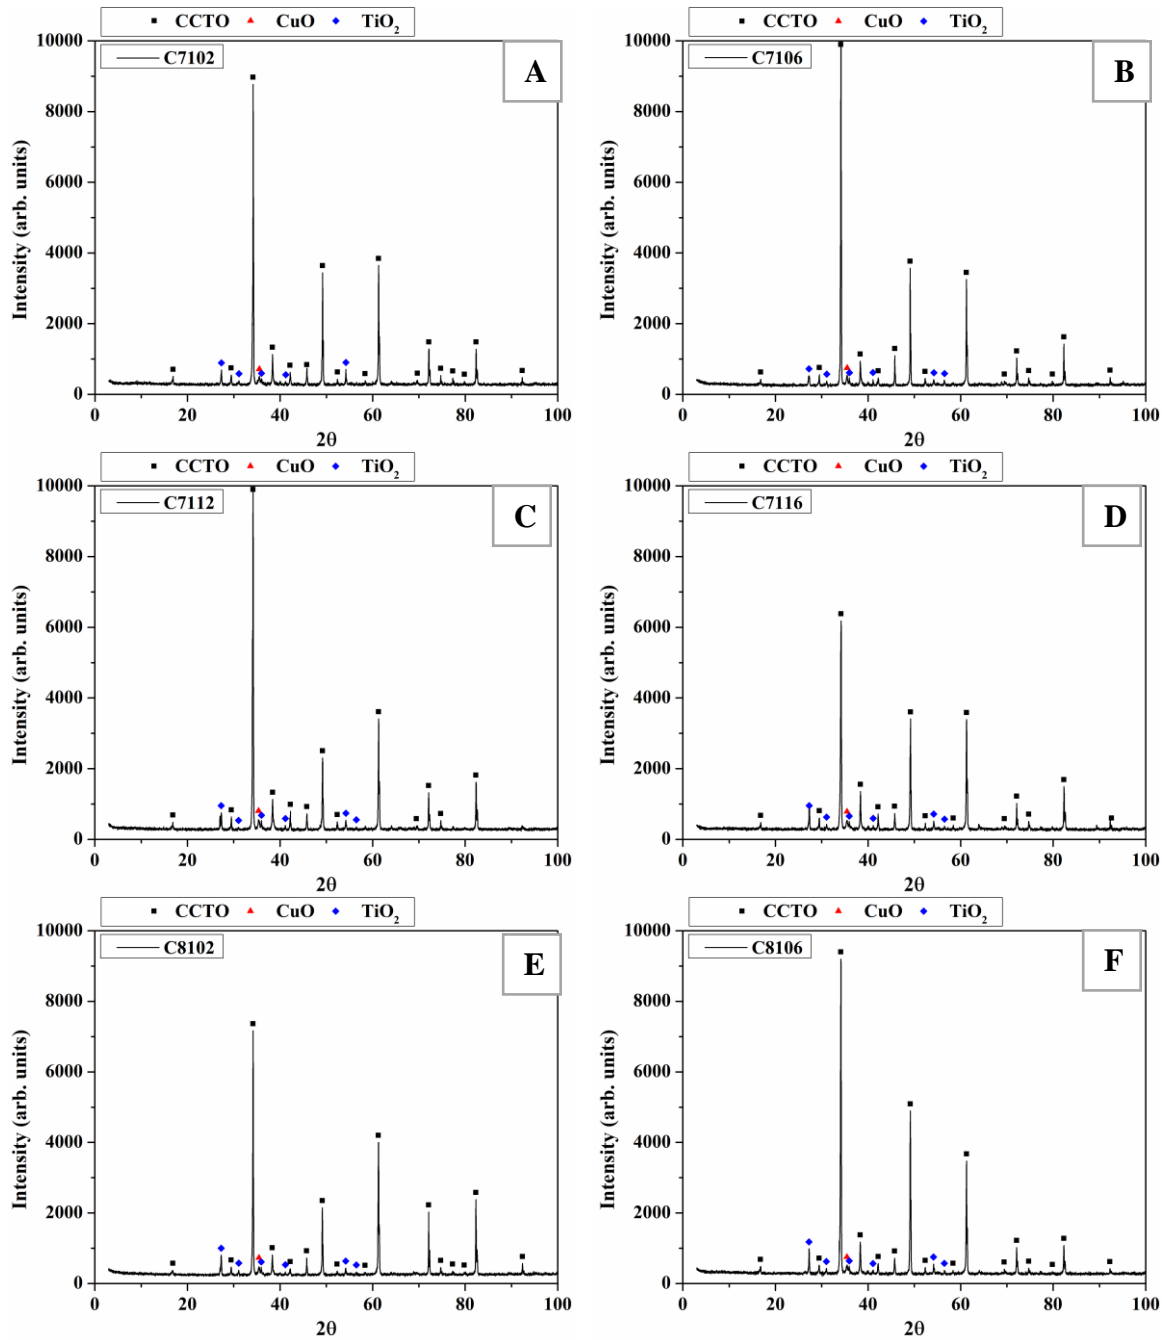 ■ CCTO ▲ CuO ◆ TiO₂
C7102
A
10000
8000
6000
4000
2000
0
Intensity (arb. units)
0 20 40 60 80 100
2θ
■ CCTO ▲ CuO ◆ TiO₂
C7106
B
10000
8000
6000
4000
2000
0
Intensity (arb. units)
0 20 40 60 80 100
2θ
■ CCTO ▲ CuO ◆ TiO₂
C7112
C
10000
8000
6000
4000
2000
0
Intensity (arb. units)
0 20 40 60 80 100
2θ
■ CCTO ▲ CuO ◆ TiO₂
C7116
D
10000
8000
6000
4000
2000
0
Intensity (arb. units)
0 20 40 60 80 100
2θ
■ CCTO ▲ CuO ◆ TiO₂
C8102
E
10000
8000
6000
4000
2000
0
Intensity (arb. units)
0 20 40 60 80 100
2θ
■ CCTO ▲ CuO ◆ TiO₂
C8106
F
10000
8000
6000
4000
2000
0
Intensity (arb. units)
0 20 40 60 80 100
2θ